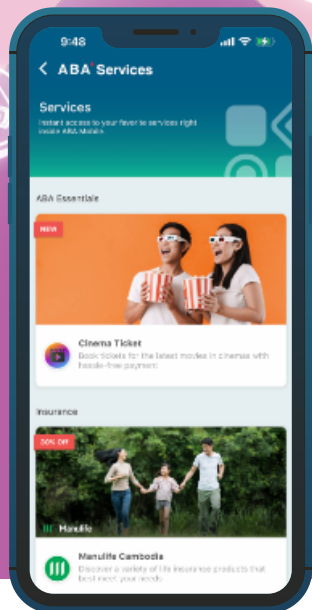 9:48
ABA' Services
Services
Instant access to your favorite services right
inside ABA Mobile.
ABA Essentials
NEW
Cinema Ticket
Book tickets for the latest movies in cinemas with
hassle-free payment
Insurance
50% Off
Manulife
Manulife Cambodia
Discover a variety of life insurance products that
best meet your needs